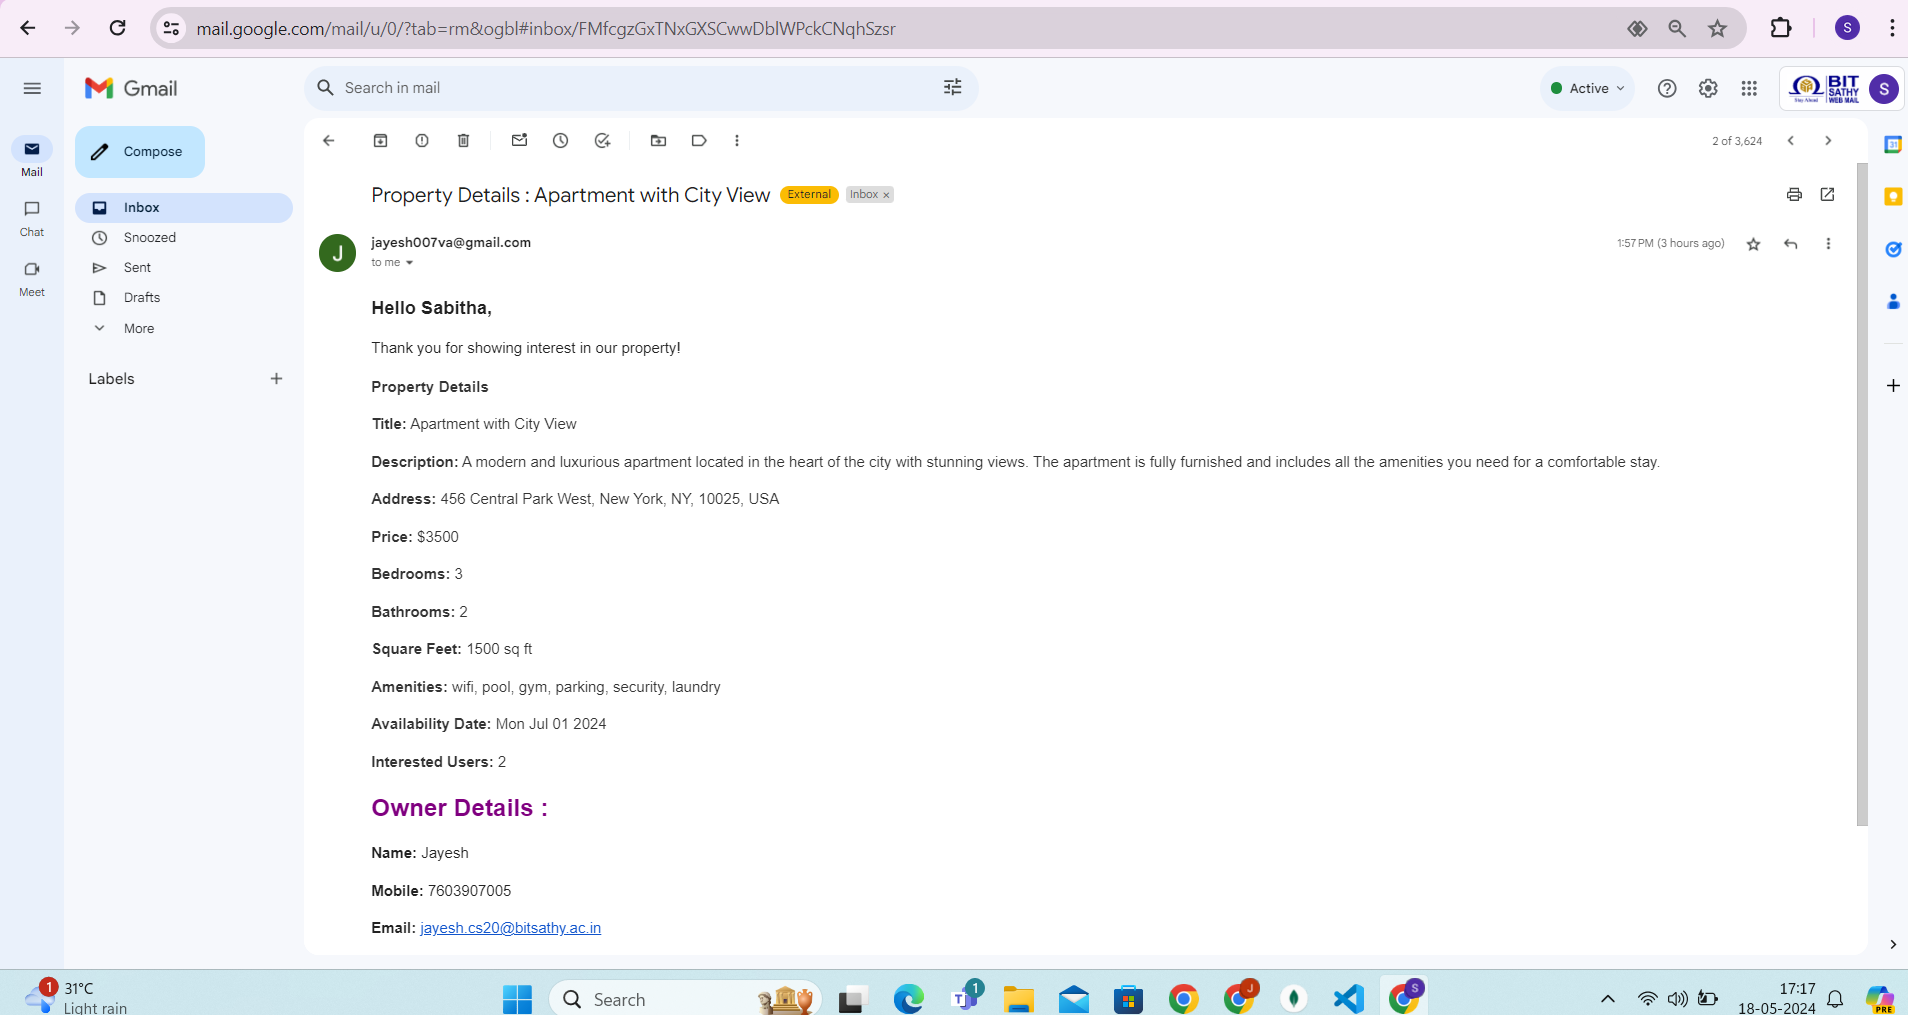 mail.google.com/mail/u/0/?tab=rm&ogbl#inbox/FMfcgzGxTNxGXSCwwDblWPckCNqhSzsr
S
Gmail
Search in mail
Active
BIT
SATHY
WEB MAIL
Stay Ahead
S
Mail
Chat
Meet
Compose
Inbox
Snoozed
Sent
Drafts
More
Labels
2 of 3,624
31
Property Details : Apartment with City View External Inbox x
J
jayesh007va@gmail.com
1:57 PM (3 hours ago)
to me
Hello Sabitha,
Thank you for showing interest in our property!
Property Details
Title: Apartment with City View
Description: A modern and luxurious apartment located in the heart of the city with stunning views. The apartment is fully furnished and includes all the amenities you need for a comfortable stay.
Address: 456 Central Park West, New York, NY, 10025, USA
Price: $3500
Bedrooms: 3
Bathrooms: 2
Square Feet: 1500 sq ft
Amenities: wifi, pool, gym, parking, security, laundry
Availability Date: Mon Jul 01 2024
Interested Users: 2
Owner Details :
Name: Jayesh
Mobile: 7603907005
Email: jayesh.cs20@bitsathy.ac.in
1
31°C
Light rain
Search
T
1
J
S
17:17
18-05-2024
PRE